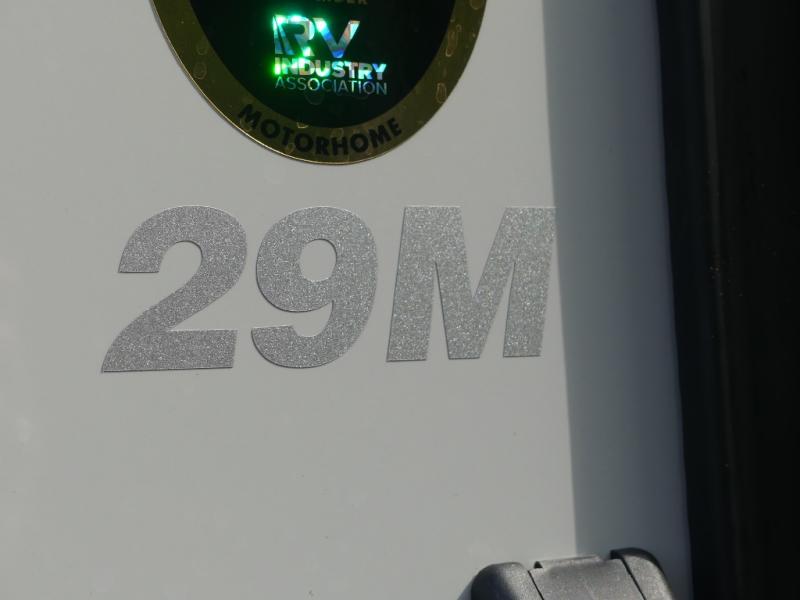 RV
INDUSTRY
ASSOCIATION
MOTORHOME
29M